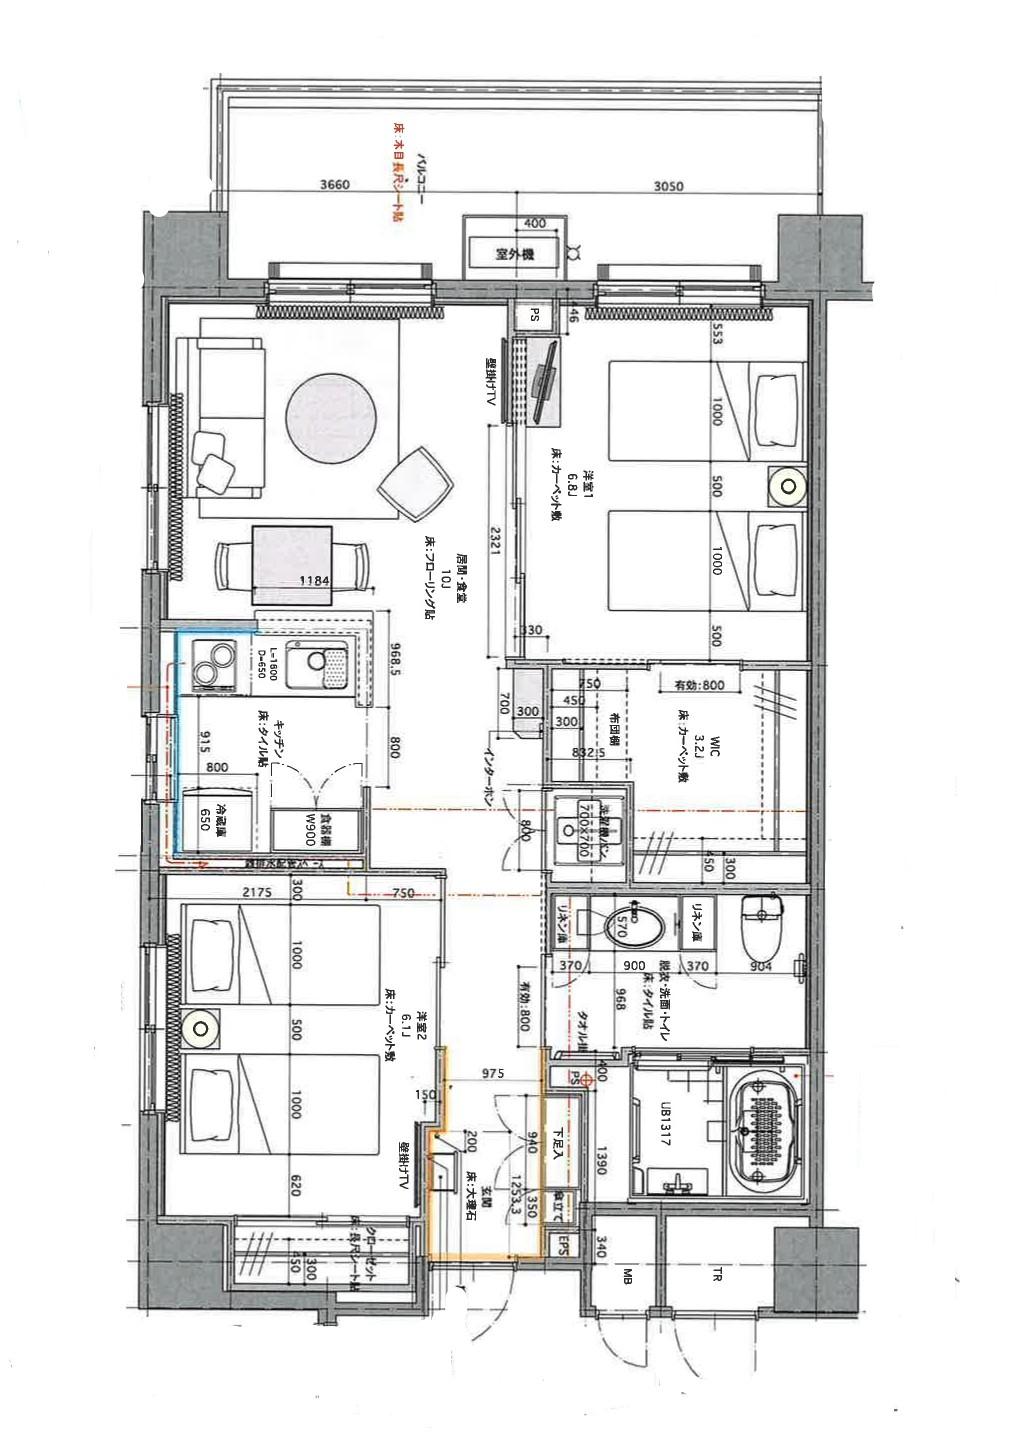 バルコニー
床:木目長尺シート貼
3660
3050
400
室外機
PS
446
553
壁掛けTV
1000
洋室1
6.8J
床:カーペット敷
500
2321
1000
居間・食堂
10J
床:フローリング貼
1184
500
330
968.5
L=1600
D=650
750
有効:800
450
700
300
300
布団棚
WIC
3.2J
床:カーペット敷
キッチン
床:タイル貼
915
800
832.5
インターホン
800
冷蔵庫
650
食器棚
W900
洗濯機パン
700X700
800
450
300
300
2175
750
リネン庫
570
リネン庫
370
900
370
904
脱衣・洗面・トイレ
床:タイル貼
968
有効:800
タオル掛
1000
洋室2
6.1J
床:カーペット敷
500
975
PS
400
150
UB1317
1000
200
940
下足入
1390
壁掛けTV
玄関
床:大理石
1253.3
350
傘立て
620
EPS
340
クローゼット
床:長尺シート貼
450
300
MB
TR